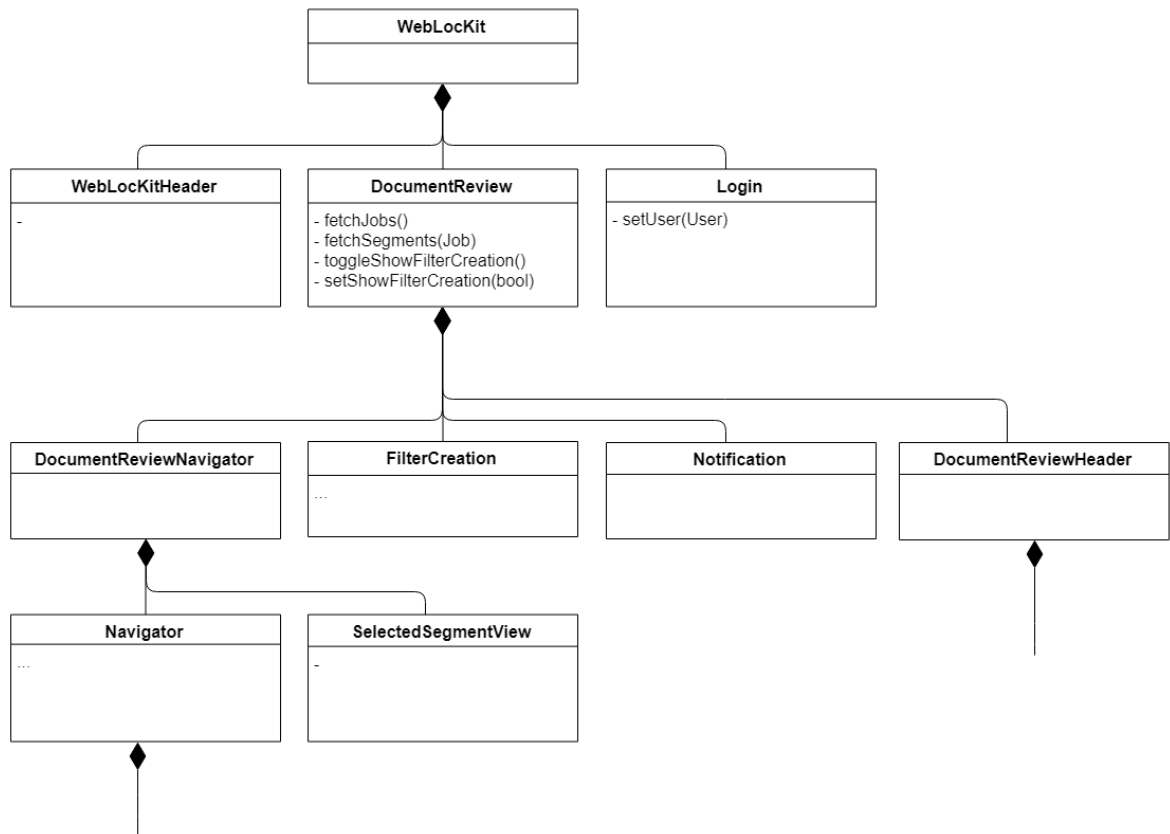 WebLocKit
WebLocKitHeader
-
DocumentReview
- fetchJobs()
- fetchSegments(Job)
- toggleShowFilterCreation()
- setShowFilterCreation(bool)
Login
- setUser(User)
DocumentReviewNavigator
FilterCreation
...
Notification
DocumentReviewHeader
Navigator
...
SelectedSegmentView
-